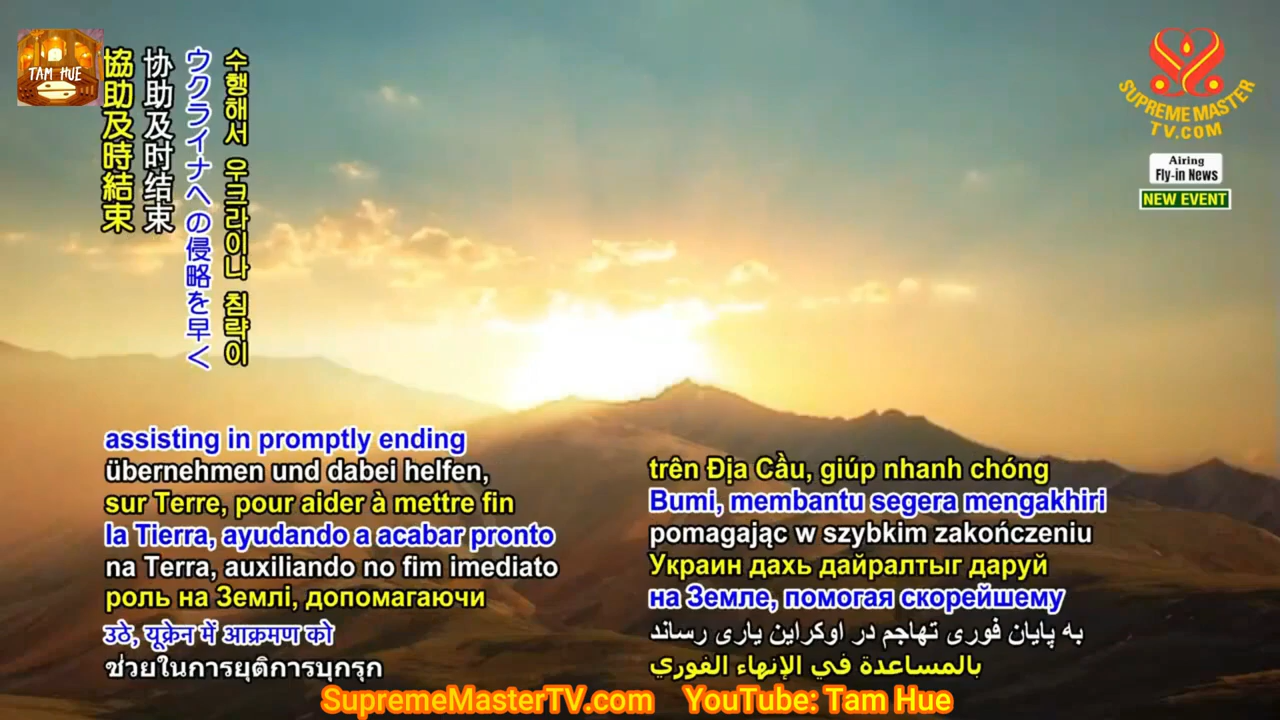 TAM HUE
協助及時結束
协助及时结束
ウクライナへの侵略を早く
수행해서 우크라이나 침략이
SUPREME MASTER
TV.COM
Airing
Fly-in News
NEW EVENT
assisting in promptly ending
übernehmen und dabei helfen,
sur Terre, pour aider à mettre fin
la Tierra, ayudando a acabar pronto
na Terra, auxiliando no fim imediato
роль на Землі, допомагаючи
उठे, यूक्रेन में आक्रमण को
ช่วยในการยุติการบุกรุก
trên Địa Cầu, giúp nhanh chóng
Bumi, membantu segera mengakhiri
pomagając w szybkim zakończeniu
Украин дахь дайралтыг даруй
на Земле, помогая скорейшему
به پایان فوری تهاجم در اوکراین یاری رساند
بالمساعدة في الإنهاء الفوري
SupremeMasterTV.com YouTube: Tam Hue